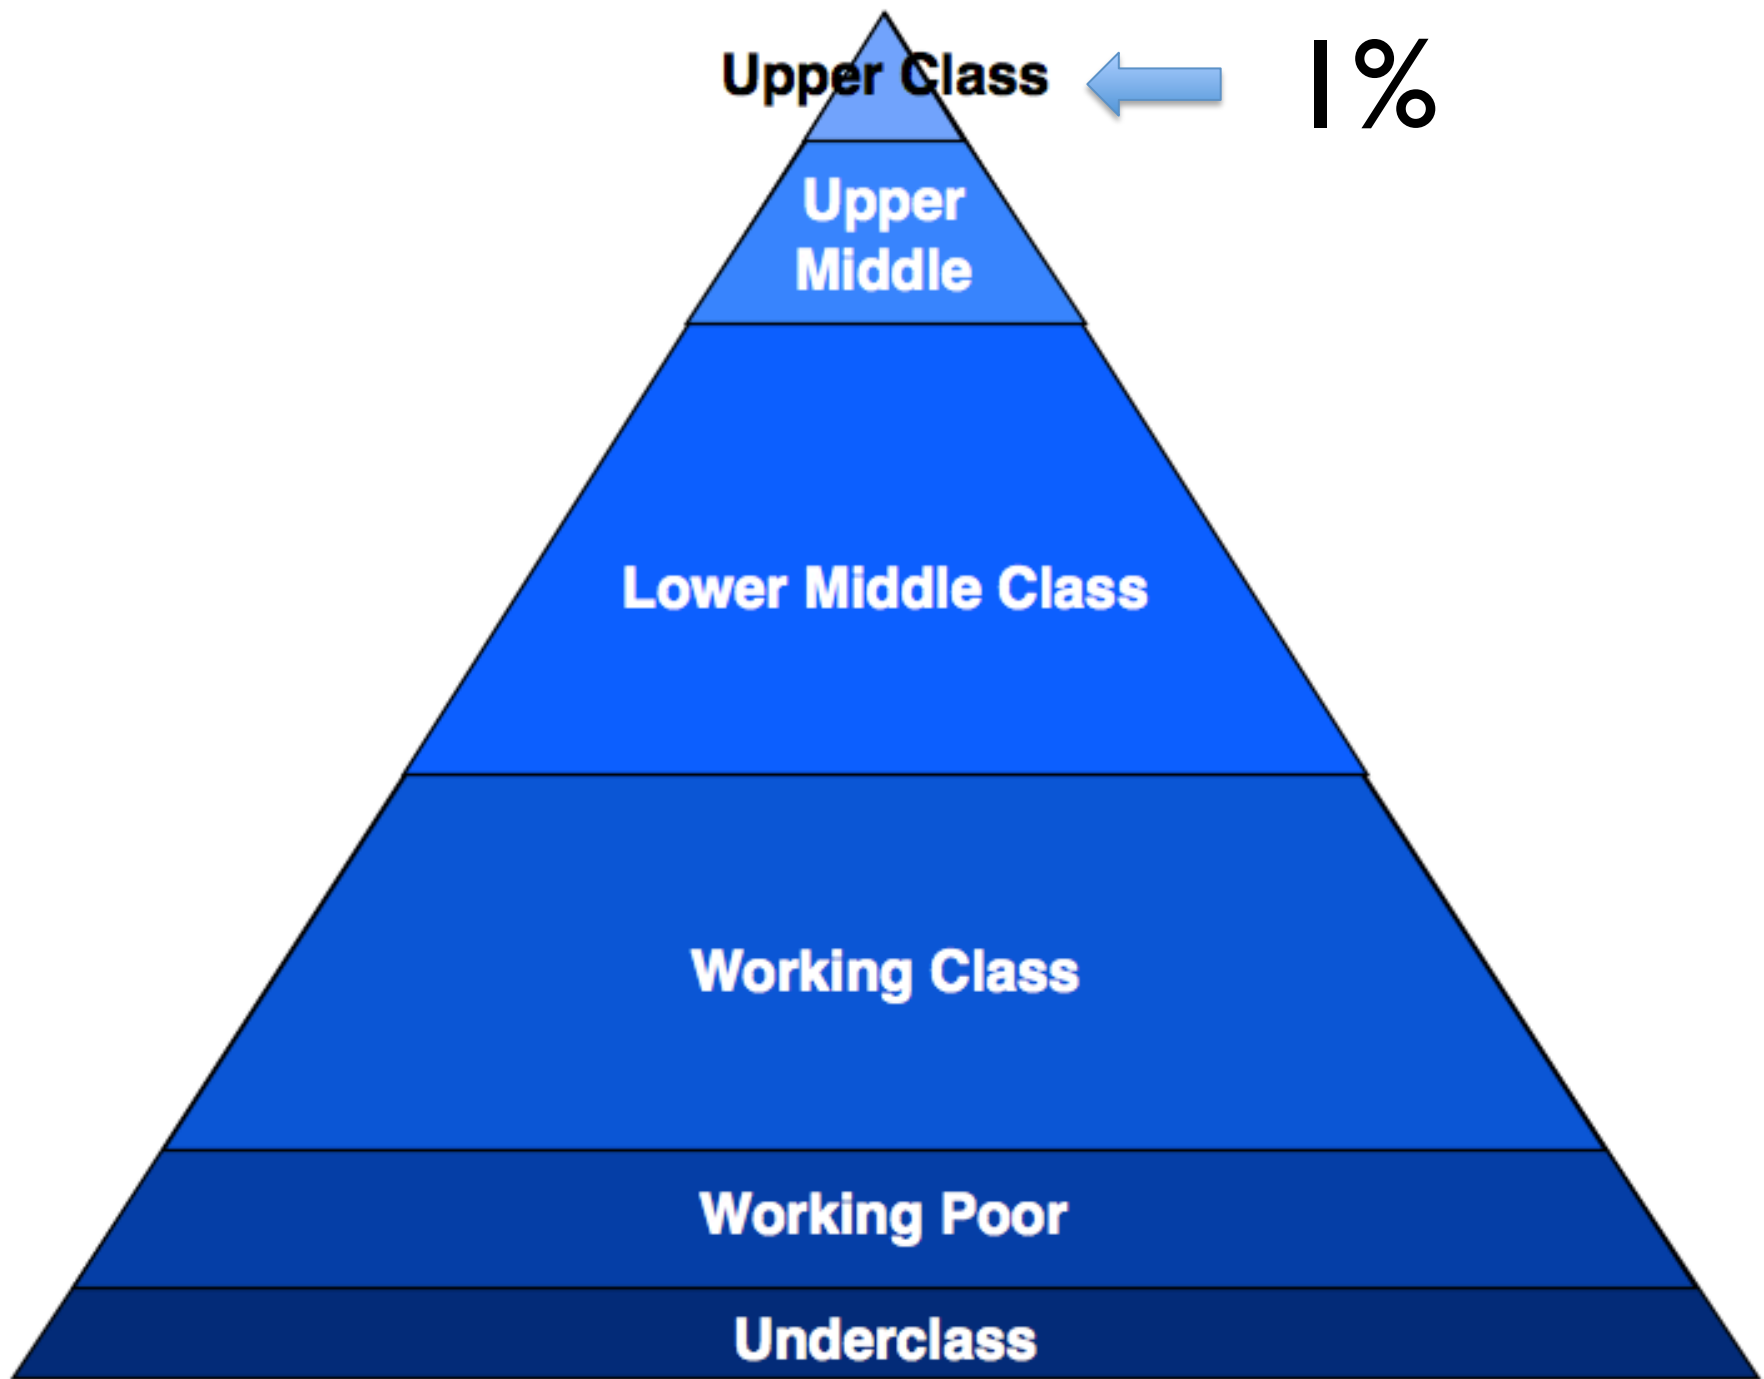 Upper Class
1%
Upper
Middle
Lower Middle Class
Working Class
Working Poor
Underclass